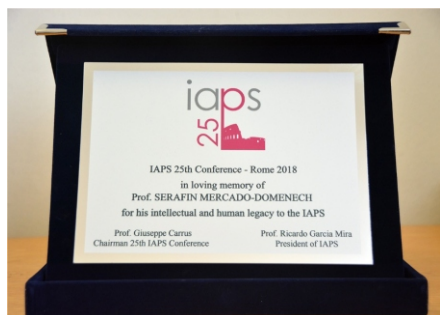 iaps
25
IAPS 25th Conference - Rome 2018
in loving memory of
Prof. SERAFIN MERCADO-DOMENECH
for his intellectual and human legacy to the IAPS
Prof. Giuseppe Carrus
Chairman 25th IAPS Conference
Prof. Ricardo Garcia Mira
President of IAPS